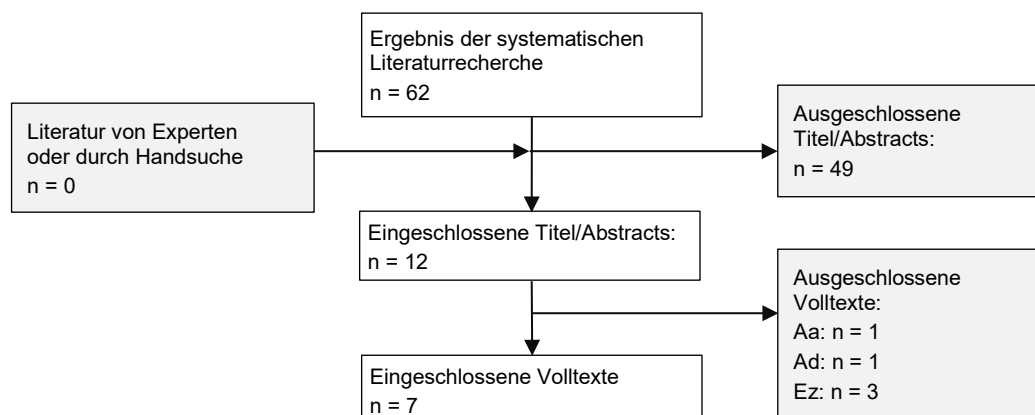 Ergebnis der systematischen
Literaturrecherche
n = 62
Literatur von Experten
oder durch Handsuche
n = 0
Ausgeschlossene
Titel/Abstracts:
n = 49
Eingeschlossene Titel/Abstracts:
n = 12
Ausgeschlossene
Volltexte:
Aa: n = 1
Ad: n = 1
Ez: n = 3
Eingeschlossene Volltexte
n = 7